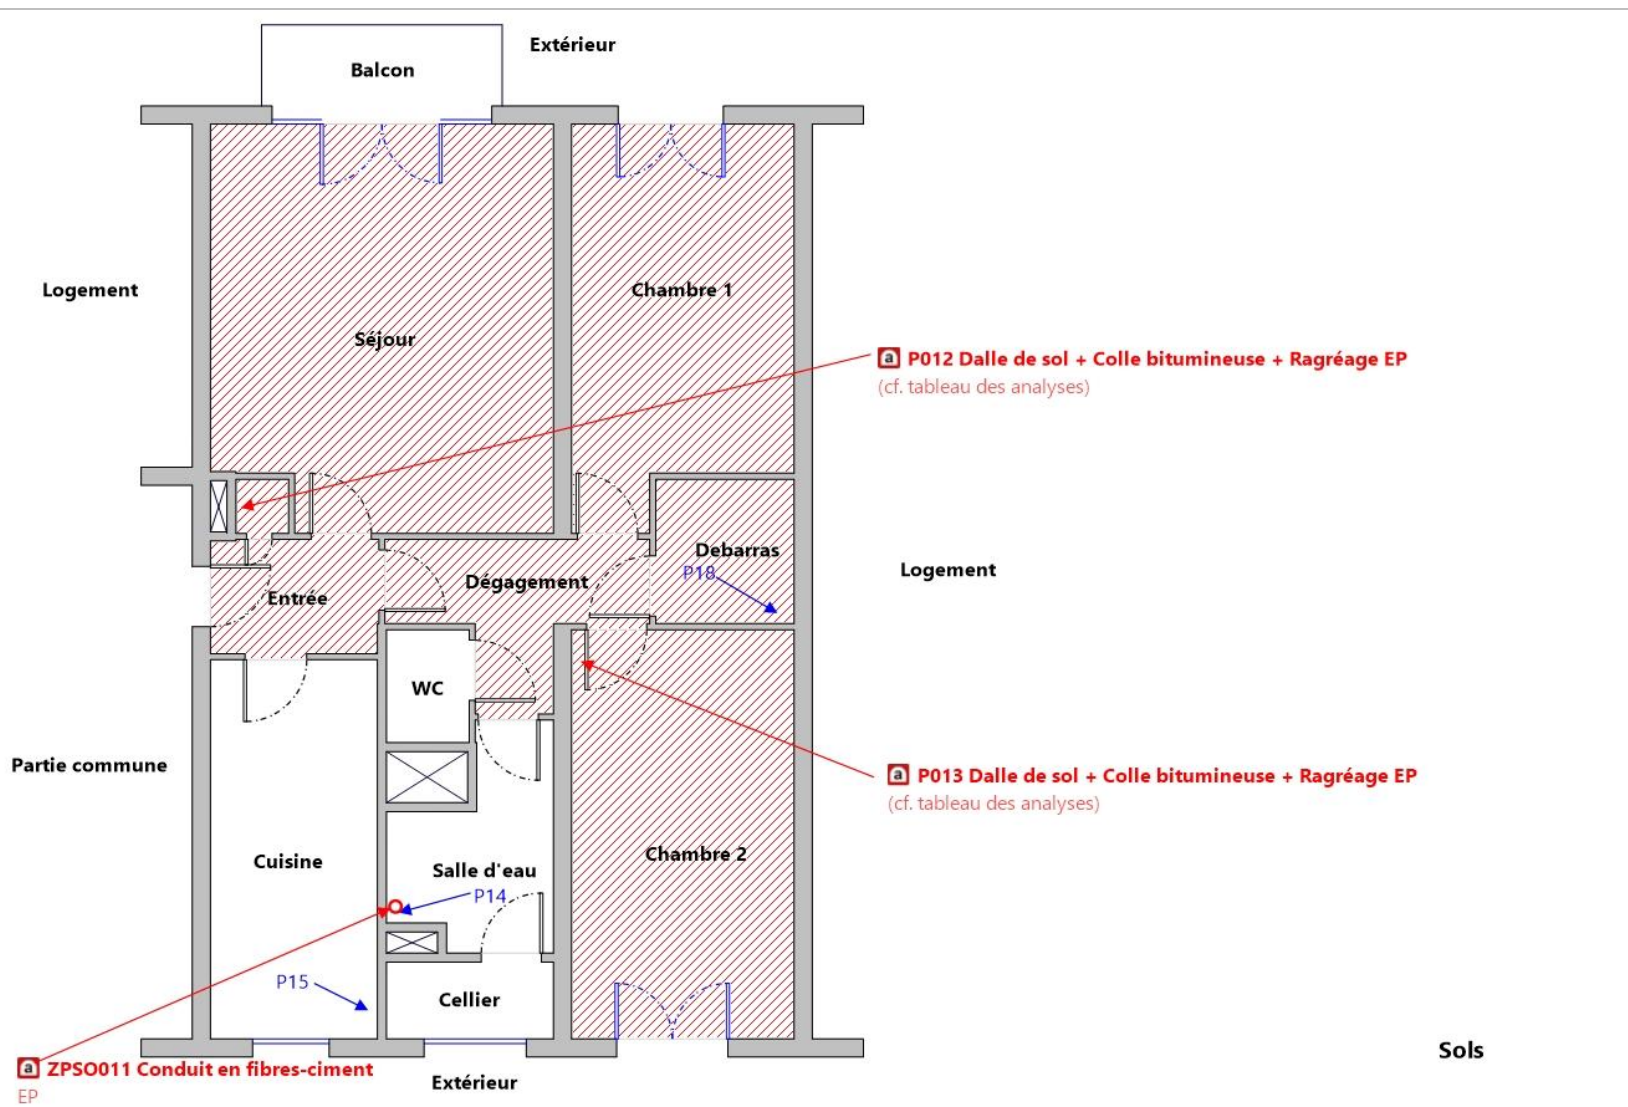 Extérieur
Balcon
Logement
Chambre 1
Séjour
a P012 Dalle de sol + Colle bitumineuse + Ragréage EP
(cf. tableau des analyses)
Debarras
P18
Dégagement
Logement
Entrée
WC
Partie commune
a P013 Dalle de sol + Colle bitumineuse + Ragréage EP
(cf. tableau des analyses)
Chambre 2
Cuisine
Salle d'eau
P14
P15
Cellier
Sols
a ZPSO011 Conduit en fibres-ciment
EP
Extérieur